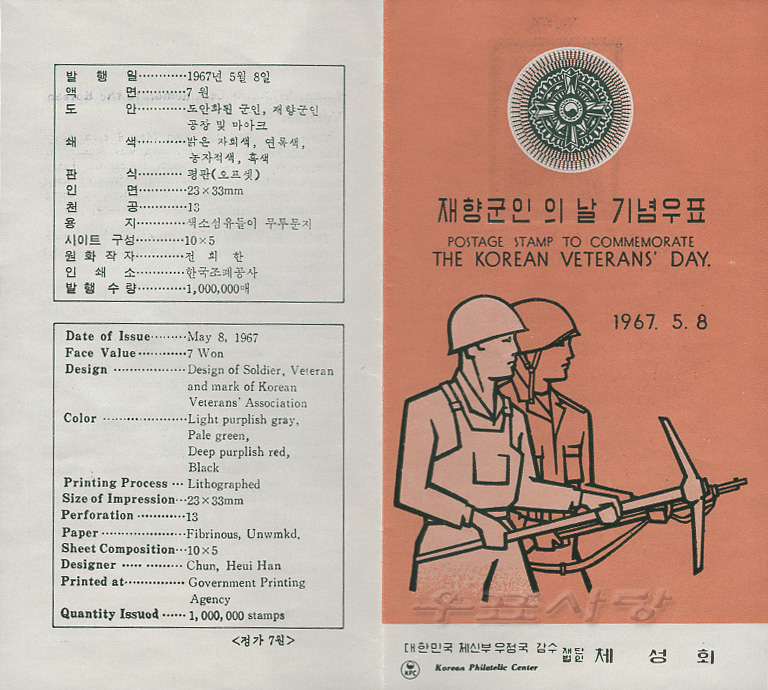 발 행 일············1967년 5월 8일
액 면············7 원
도 안············도안화된 군인, 재향군인
공장 및 마아크
쇄 색············밝은 자회색, 연록색,
농자적색, 흑색
판 식············평판(오프셋)
인 면············23×33mm
천 공············13
용 지············색소섬유들이 무투문지
시이트 구성············10×5
원 화 작 자············전 희 한
인 쇄 소············한국조폐공사
발 행 수 량············1,000,000매
Date of Issue·········May 8, 1967
Face Value············7 Won
Design ··················Design of Soldier, Veteran
and mark of Korean
Veterans' Association
Color ·····················Light purplish gray,
Pale green,
Deep purplish red,
Black
Printing Process ··· Lithographed
Size of Impression···23×33mm
Perforation ············13
Paper ··················Fibrinous, Unwmkd.
Sheet Composition···10×5
Designer ············Chun, Heui Han
Printed at···············Government Printing
Agency
Quantity Issuod ······1,000,000 stamps
<정가 7원>
재향군인의 날 기념우표
POSTAGE STAMP TO COMMEMORATE
THE KOREAN VETERANS' DAY.
1967. 5. 8
우표사랑
대한민국 체신부 우정국 감수 재단법인 체 성 회
KPC Korean Philatelic Center